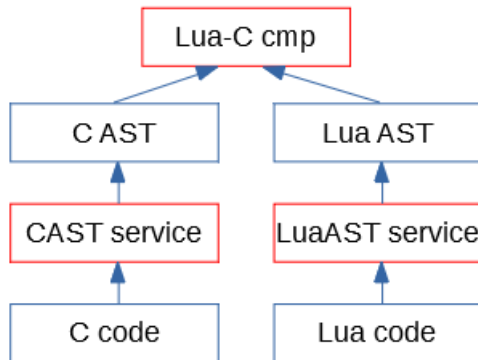 Lua-C cmp
C AST
Lua AST
CAST service
LuaAST service
C code
Lua code